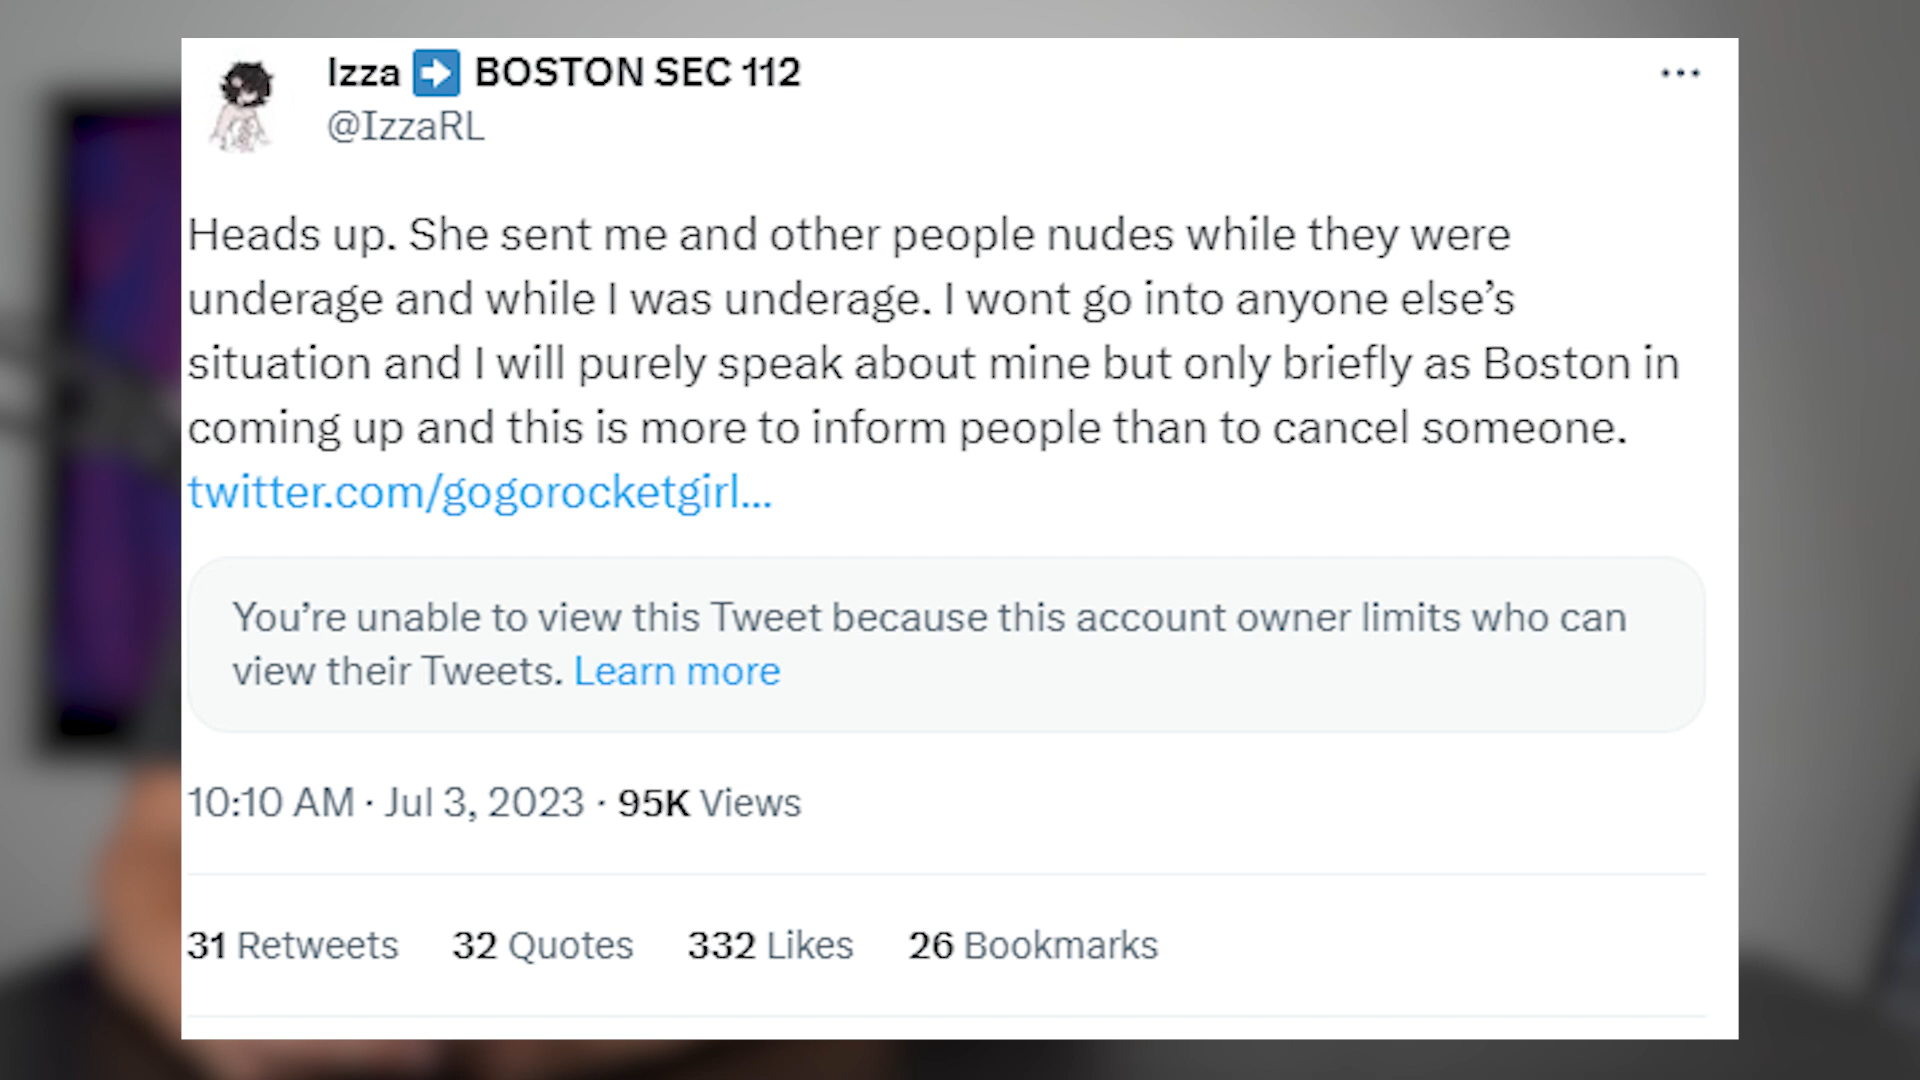 Izza ➡️ BOSTON SEC 112
@IzzaRL
Heads up. She sent me and other people nudes while they were
underage and while I was underage. I wont go into anyone else’s
situation and I will purely speak about mine but only briefly as Boston in
coming up and this is more to inform people than to cancel someone.
twitter.com/gogorocketgirl...
You’re unable to view this Tweet because this account owner limits who can
view their Tweets. Learn more
10:10 AM · Jul 3, 2023 · 95K Views
31 Retweets 32 Quotes 332 Likes 26 Bookmarks